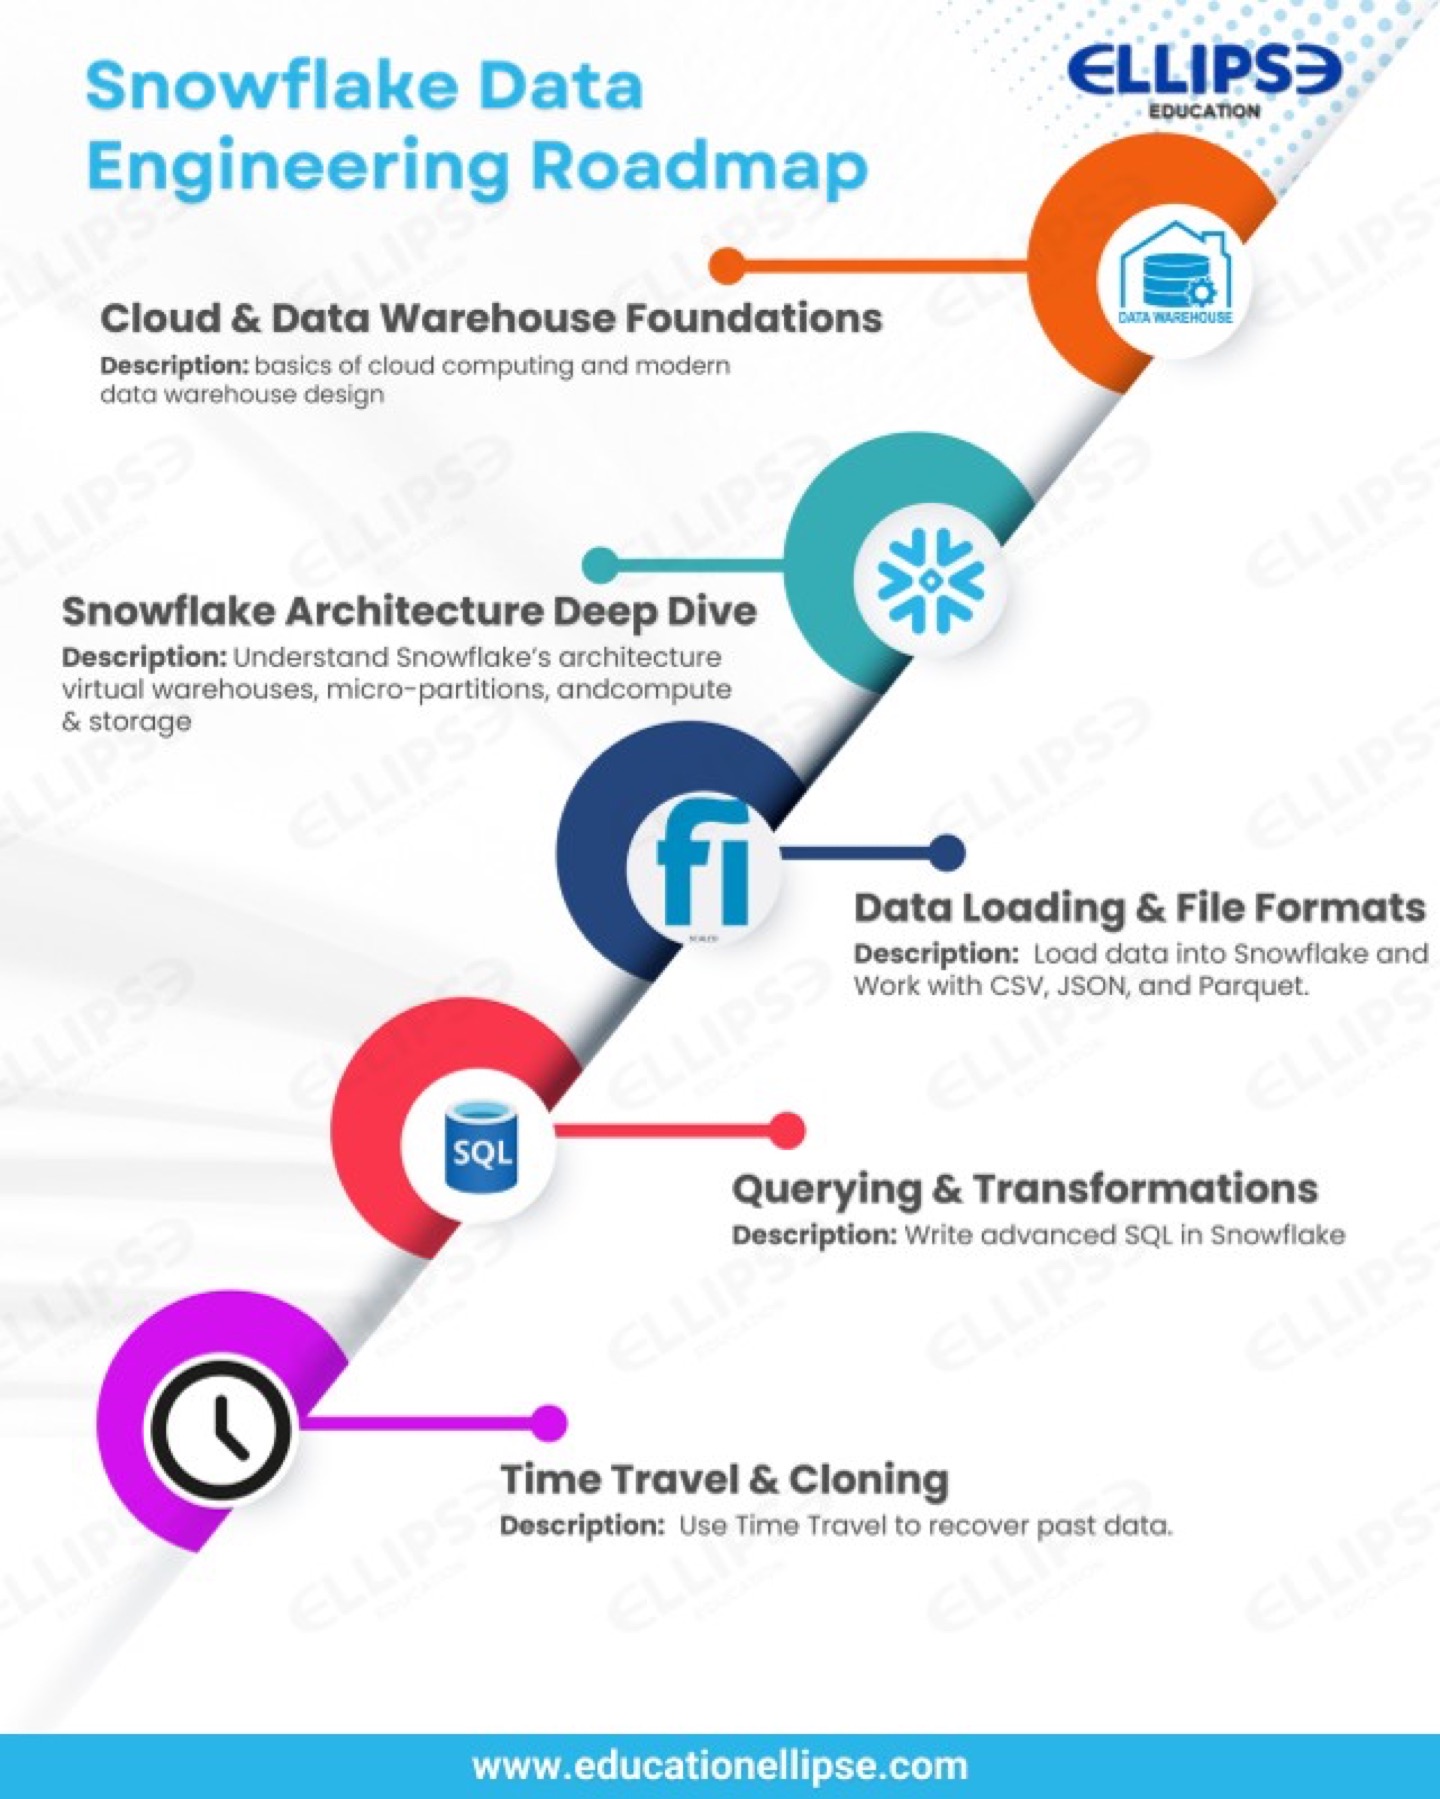 Snowflake Data
Engineering Roadmap
ELLIPSE
EDUCATION
DATA WAREHOUSE
Cloud & Data Warehouse Foundations
Description: basics of cloud computing and modern
data warehouse design
Snowflake Architecture Deep Dive
Description: Understand Snowflake's architecture
virtual warehouses, micro-partitions, andcompute
& storage
fi
Data Loading & File Formats
Description: Load data into Snowflake and
Work with CSV, JSON, and Parquet.
SQL
Querying & Transformations
Description: Write advanced SQL in Snowflake
Time Travel & Cloning
Description: Use Time Travel to recover past data.
www.educationellipse.com